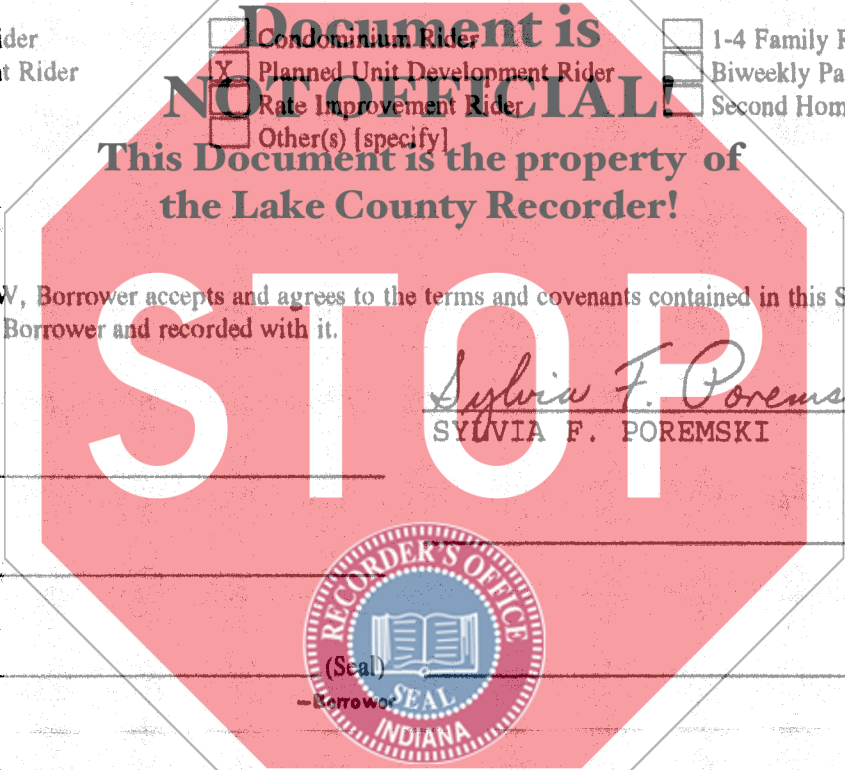 Document is
ider Condominium Rider 1-4 Family F
t Rider X Planned Unit Development Rider Biweekly Pa
NOT OFFICIAL!
Rate Improvement Rider Second Hom
Other(s) [specify]
This Document is the property of
the Lake County Recorder!
STOP
W, Borrower accepts and agrees to the terms and covenants contained in this S
Borrower and recorded with it.
Sylvia F. Porems
SYLVIA F. POREMSKI
RECORDER'S OFFICE
(Seal)
SEAL
—Borrower
INDIANA